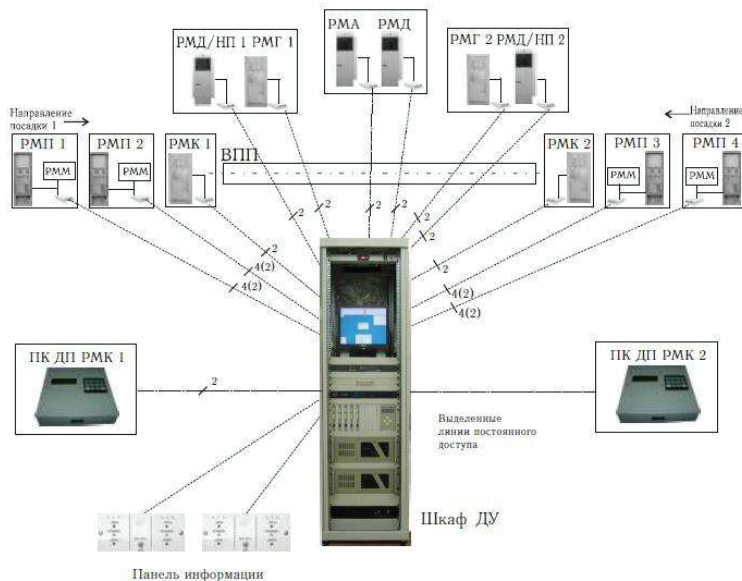 РМА РМД
РМД/НП 1 РМГ 1
РМГ 2 РМД/НП 2
Направление
посадки 1
Направление
посадки 2
РМП 1 РМП 2 РМК 1
ВПП
РМК 2 РМП 3 РМП 4
РММ
РММ
РММ
РММ
2
2
2
2
2
2
2
2
4(2)
4(2)
4(2)
4(2)
ПК ДП РМК 1
2
ПК ДП РМК 2
Выделенные
линии постоянного
доступа
Шкаф ДУ
Панель информации